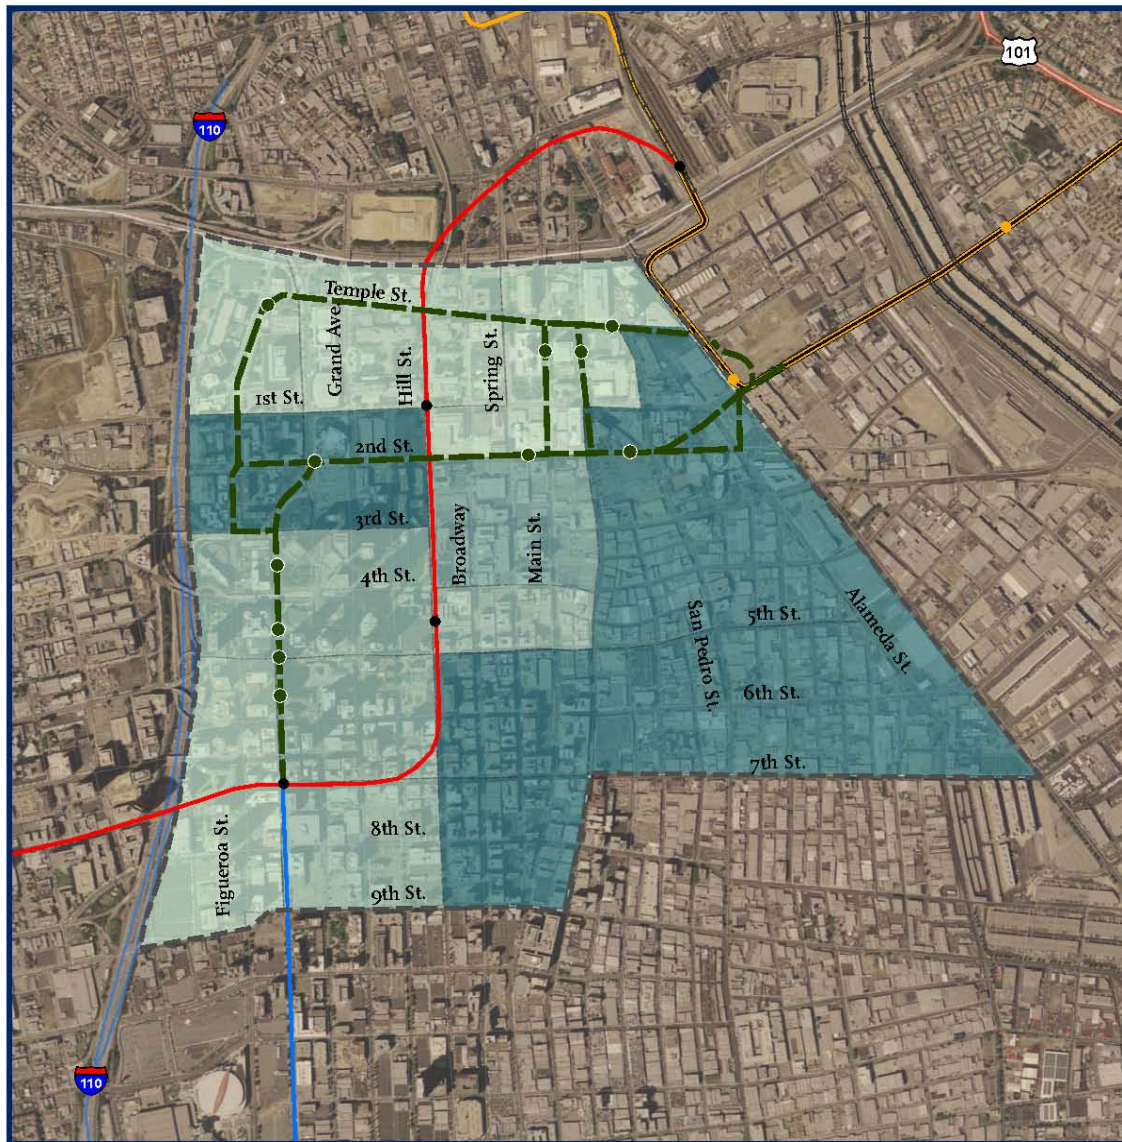 101
110
Temple St.
Grand Ave.
Hill St.
Spring St.
1st St.
2nd St.
3rd St.
4th St.
Broadway
Main St.
San Pedro St.
5th St.
Alameda St.
6th St.
7th St.
Figueroa St.
8th St.
9th St.
110